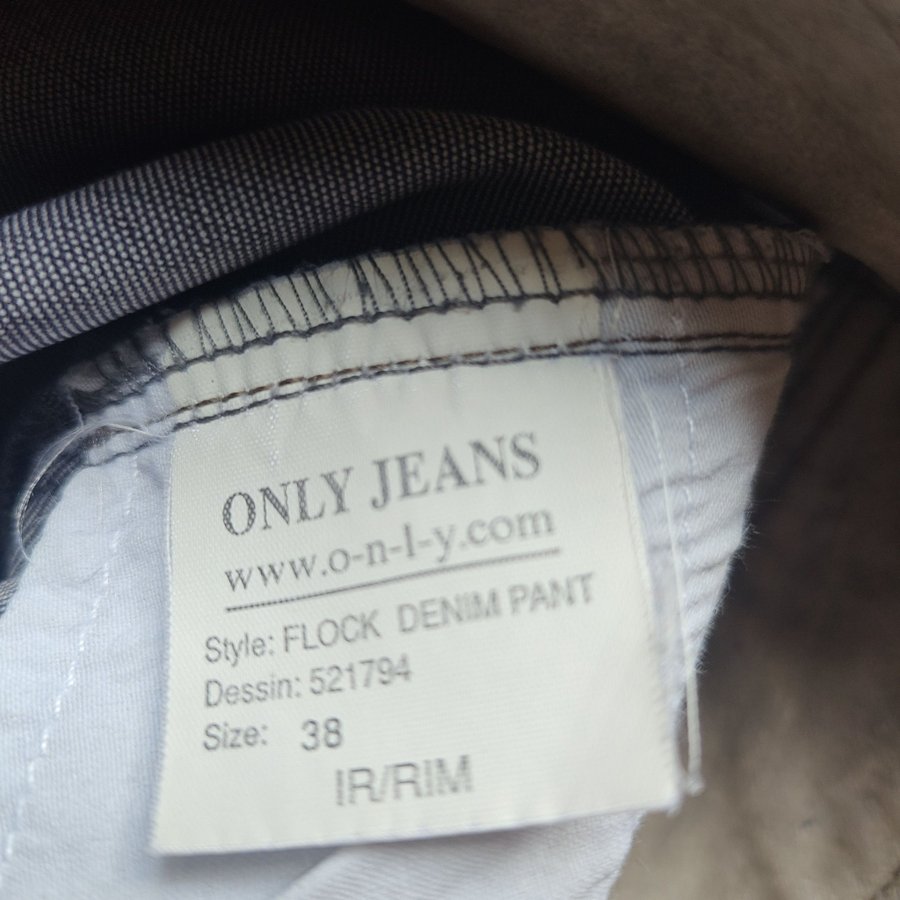 ONLY JEANS
www.o-n-l-y.com
Style: FLOCK DENIM PANT
Dessin: 521794
Size: 38
IR/RIM